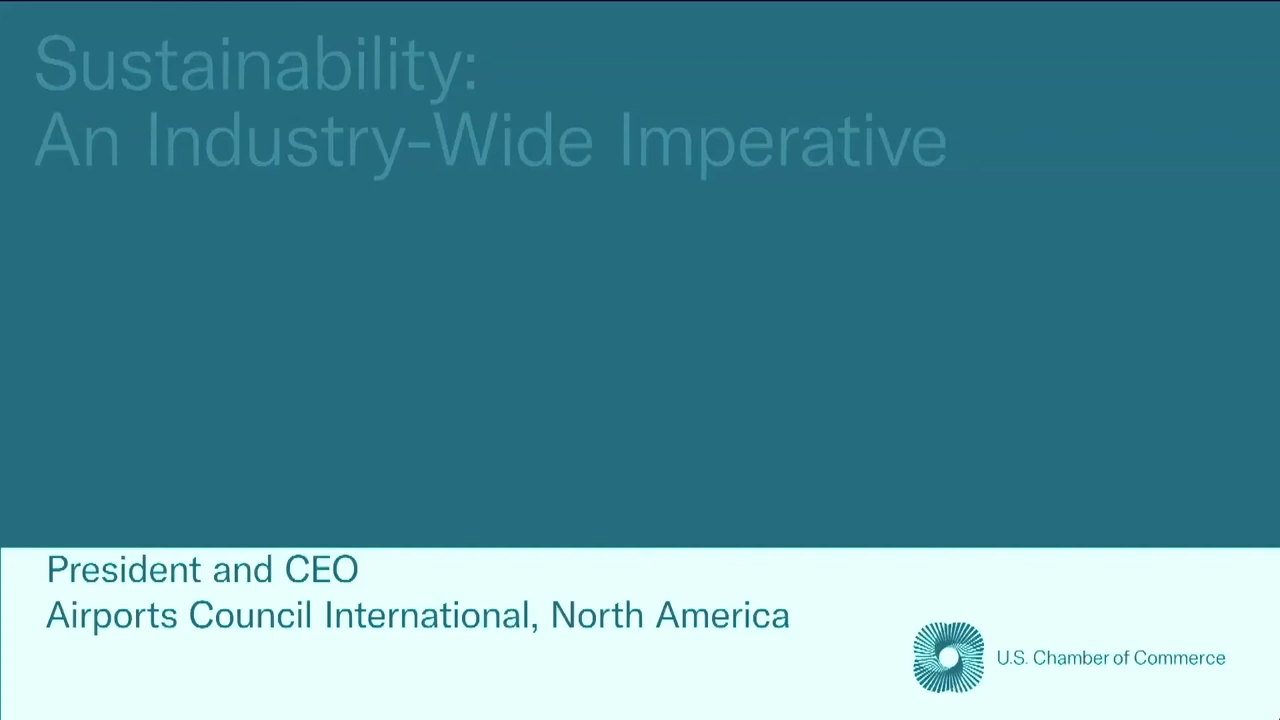 Sustainability:
An Industry-Wide Imperative
President and CEO
Airports Council International, North America
U.S. Chamber of Commerce